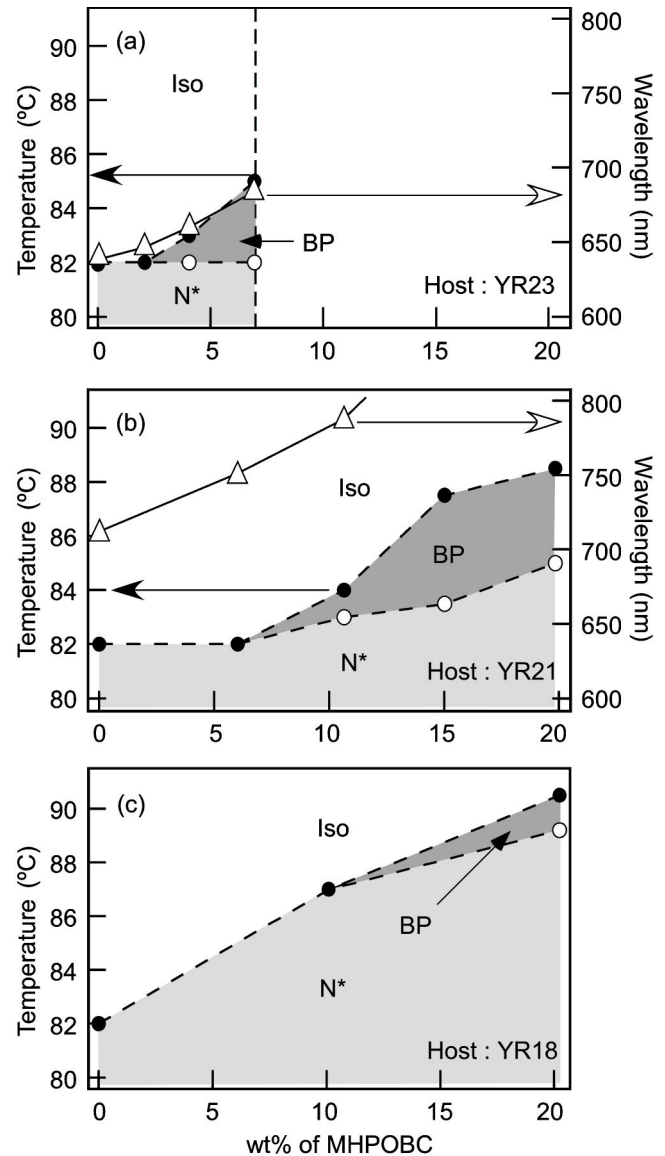 (a)
Iso
BP
N*
Host : YR23
Temperature (ºC)
90
88
86
84
82
80
Wavelength (nm)
800
750
700
650
600
0 5 10 15 20
(b)
Iso
BP
N*
Host : YR21
Temperature (ºC)
90
88
86
84
82
80
Wavelength (nm)
800
750
700
650
600
0 5 10 15 20
(c)
Iso
BP
N*
Host : YR18
Temperature (ºC)
90
88
86
84
82
80
0 5 10 15 20
wt% of MHPOBC